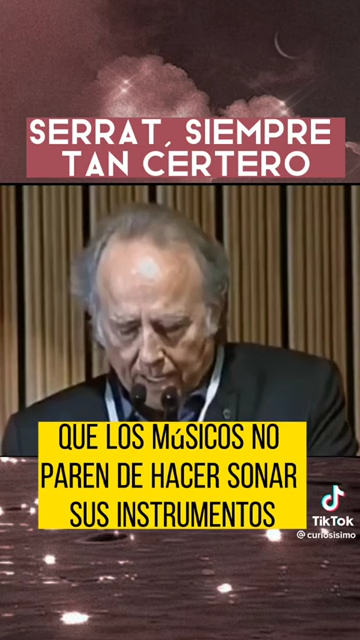 SERRAT, SIEMPRE
TAN CERTERO
QUE LOS MúSICOS NO
PAREN DE HACER SONAR
SUS INSTRUMENTOS
TikTok
@curiosisimo